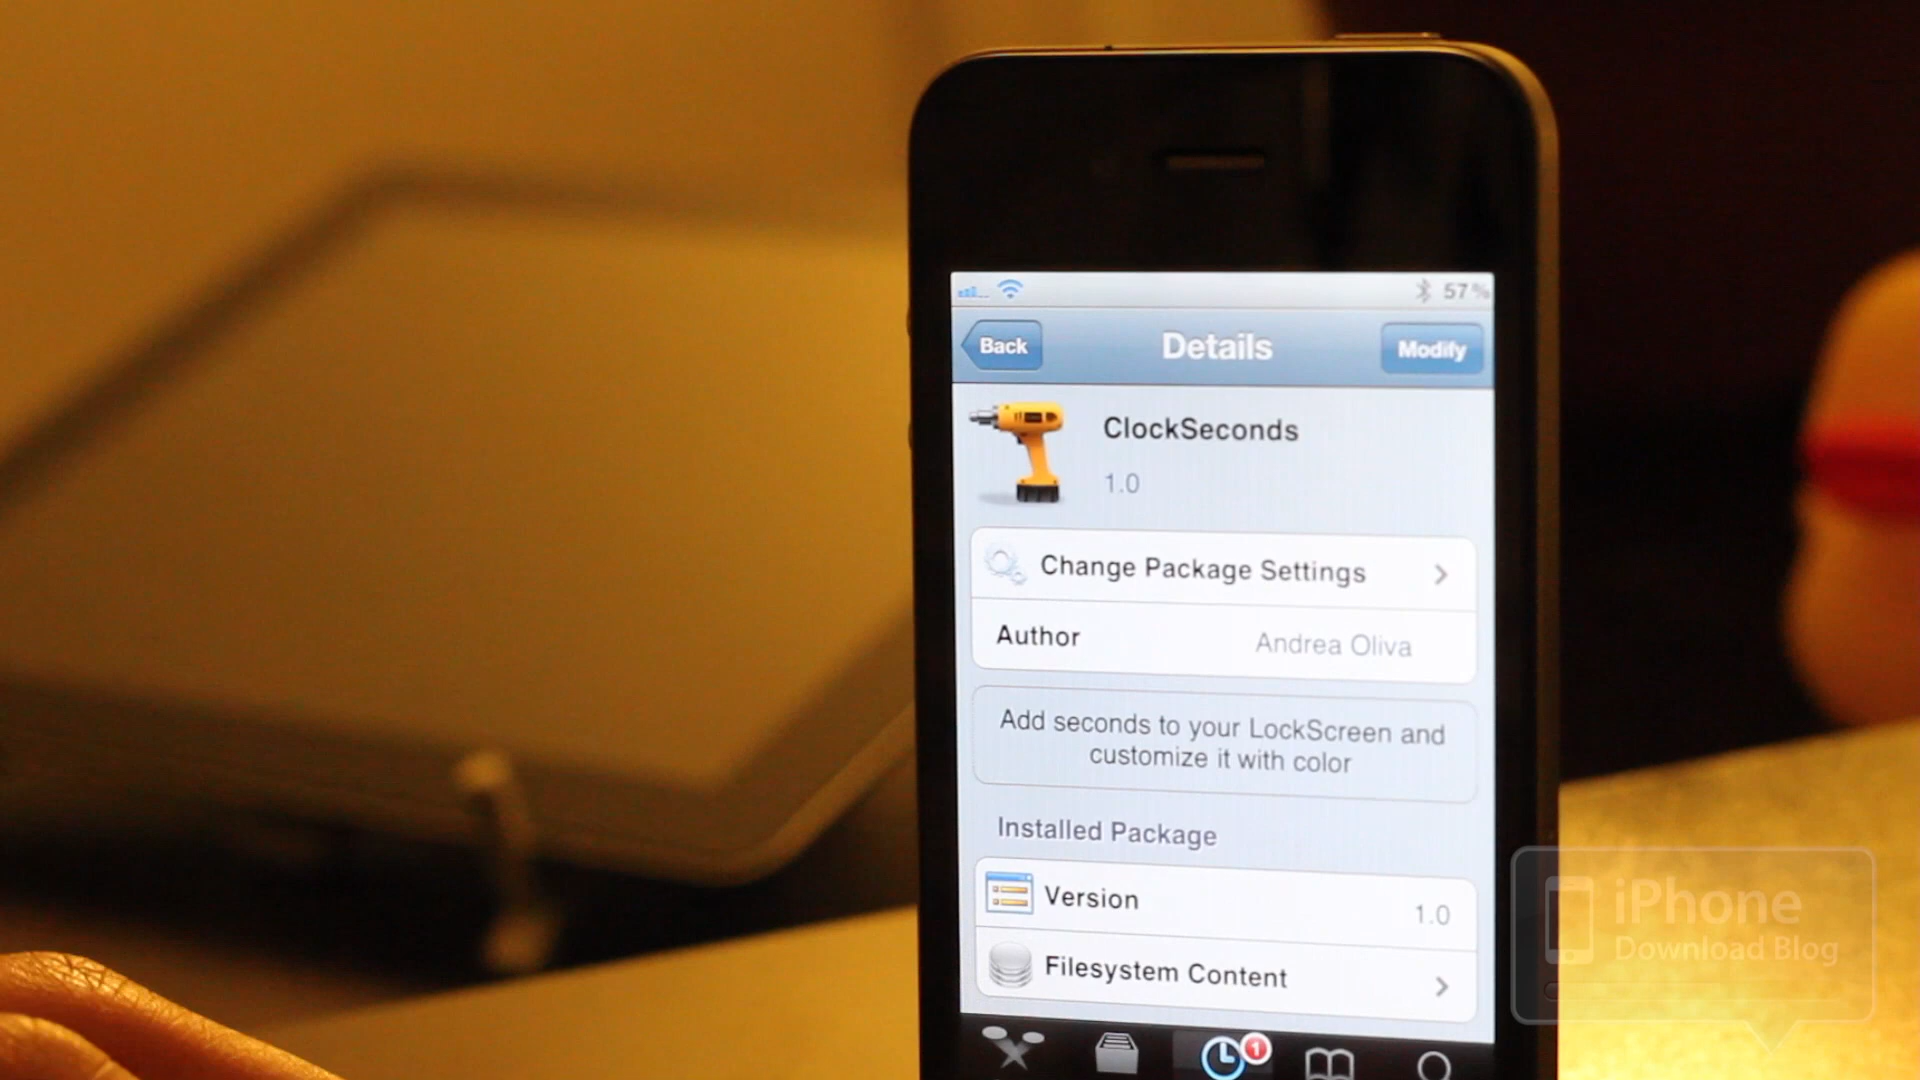 57%
Back
Details
Modify
ClockSeconds
1.0
Change Package Settings
Author
Andrea Oliva
Add seconds to your LockScreen and
customize it with color
Installed Package
Version
1.0
Filesystem Content
1
iPhone
Download Blog